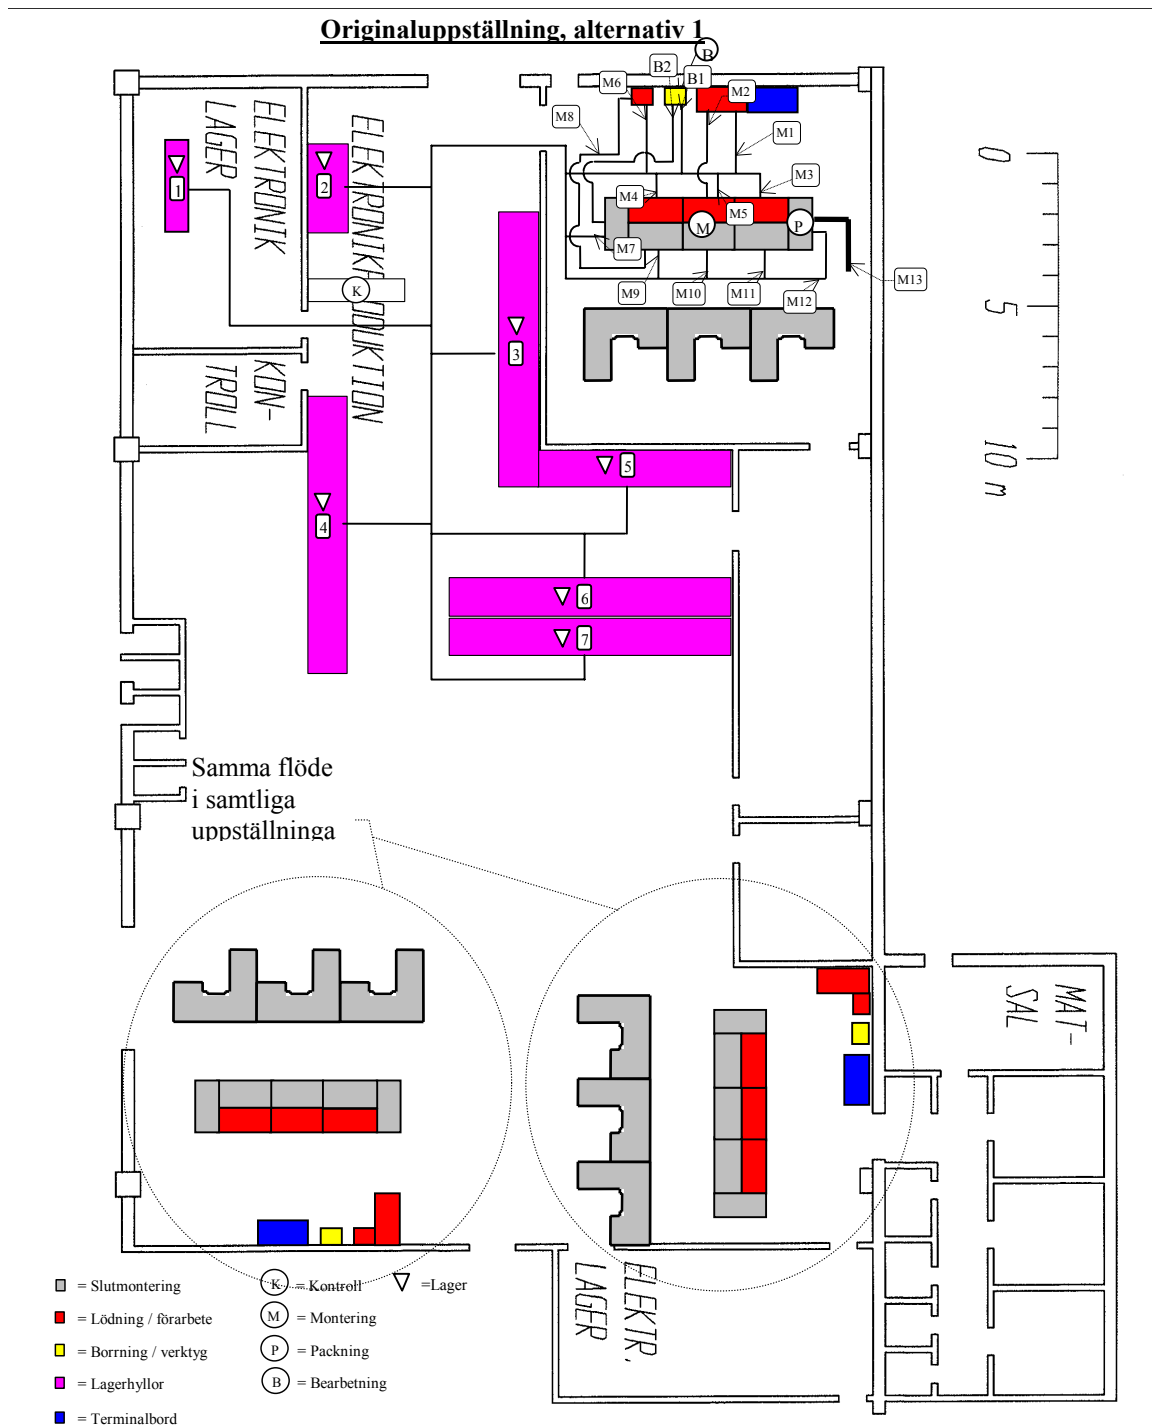 Originaluppställning, alternativ 1
B
B2
B1
M6
M2
M8
M1
M3
M4
M5
M
P
M7
M13
M9
M10
M11
M12
ELEKTRONIK
LAGER
1
2
K
3
4
5
6
7
KON-
TROLL
0
5
10 m
Samma flöde
i samtliga
uppställninga
MAT-
SAL
ELEKTR.
LAGER
= Slutmontering
= Lödning / förarbete
= Borrning / verktyg
= Lagerhyllor
= Terminalbord
K = Kontroll
M = Montering
P = Packning
B = Bearbetning
=Lager